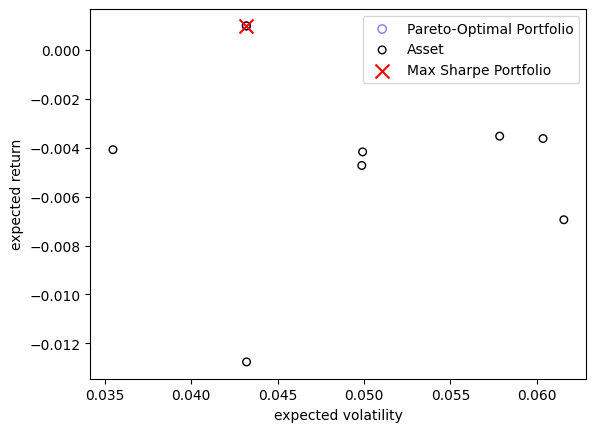 Pareto-Optimal Portfolio
Asset
Max Sharpe Portfolio
0.000
−0.002
−0.004
−0.006
−0.008
−0.010
−0.012
expected return
0.035
0.040
0.045
0.050
0.055
0.060
expected volatility